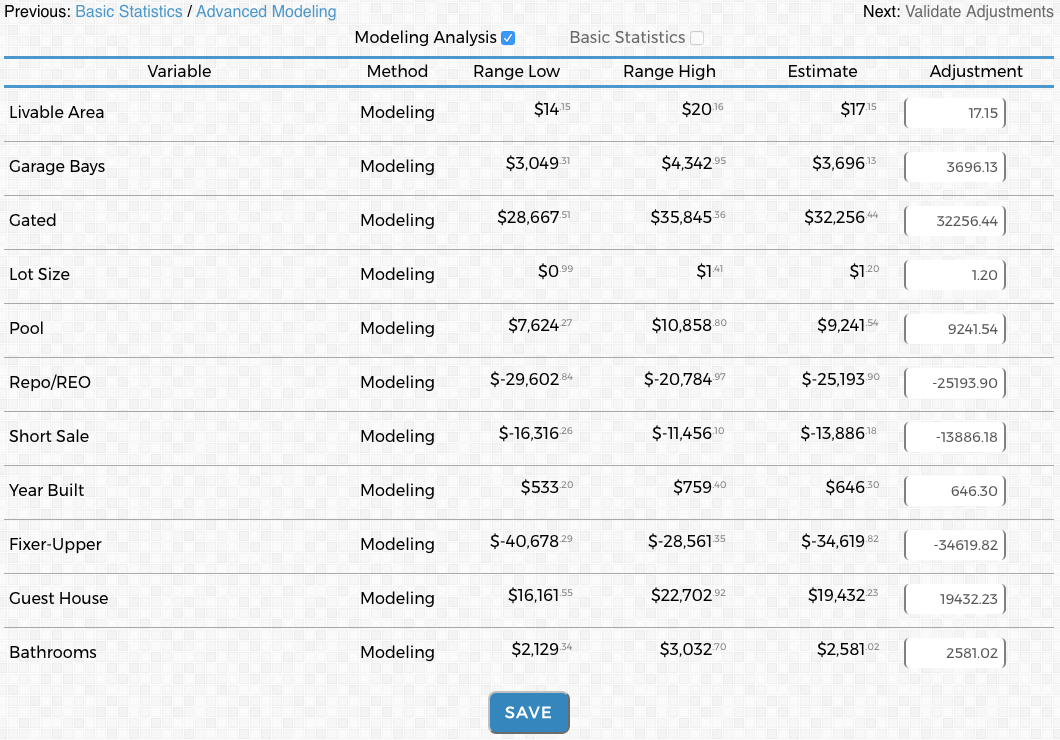 Previous: Basic Statistics / Advanced Modeling Next: Validate Adjustments
Modeling Analysis Basic Statistics
Variable Method Range Low Range High Estimate Adjustment
Livable Area Modeling $14.15 $20.16 $17.15 17.15
Garage Bays Modeling $3,049.31 $4,342.95 $3,696.13 3696.13
Gated Modeling $28,667.51 $35,845.36 $32,256.44 32256.44
Lot Size Modeling $0.99 $1.41 $1.20 1.20
Pool Modeling $7,624.27 $10,858.80 $9,241.54 9241.54
Repo/REO Modeling $-29,602.84 $-20,784.97 $-25,193.90 -25193.90
Short Sale Modeling $-16,316.26 $-11,456.10 $-13,886.18 -13886.18
Year Built Modeling $533.20 $759.40 $646.30 646.30
Fixer-Upper Modeling $-40,678.29 $-28,561.35 $-34,619.82 -34619.82
Guest House Modeling $16,161.55 $22,702.92 $19,432.23 19432.23
Bathrooms Modeling $2,129.34 $3,032.70 $2,581.02 2581.02
SAVE